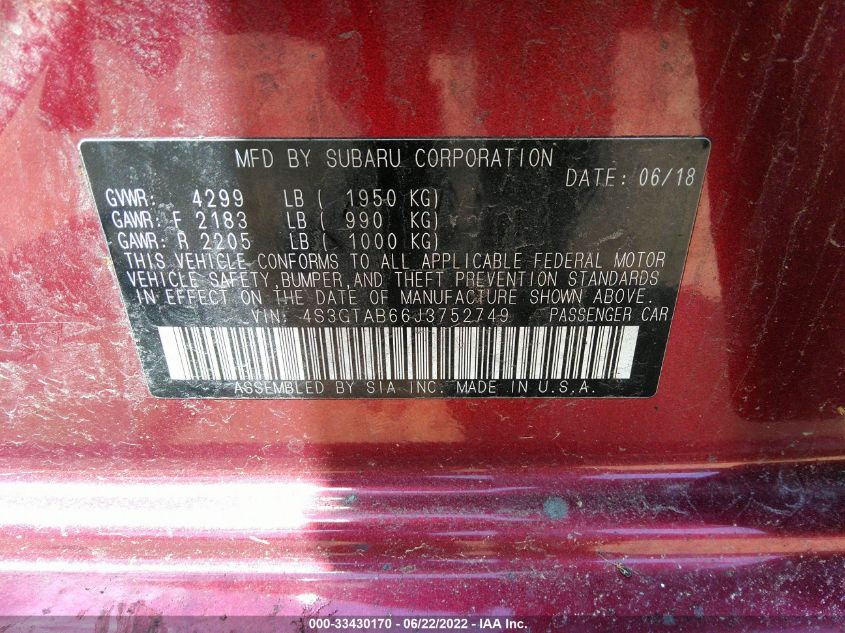 MFD BY SUBARU CORPORATION
DATE: 06/18
GVWR: 4299 LB ( 1950 KG)
GAWR: F 2183 LB ( 990 KG)
GAWR: R 2205 LB ( 1000 KG)
THIS VEHICLE CONFORMS TO ALL APPLICABLE FEDERAL MOTOR
VEHICLE SAFETY,BUMPER,AND THEFT PREVENTION STANDARDS
IN EFFECT ON THE DATE OF MANUFACTURE SHOWN ABOVE.
VIN: 4S3GTAB66J3752749 PASSENGER CAR
ASSEMBLED BY SIA INC. MADE IN U.S.A.
000-33430170 - 06/22/2022 - IAA Inc.